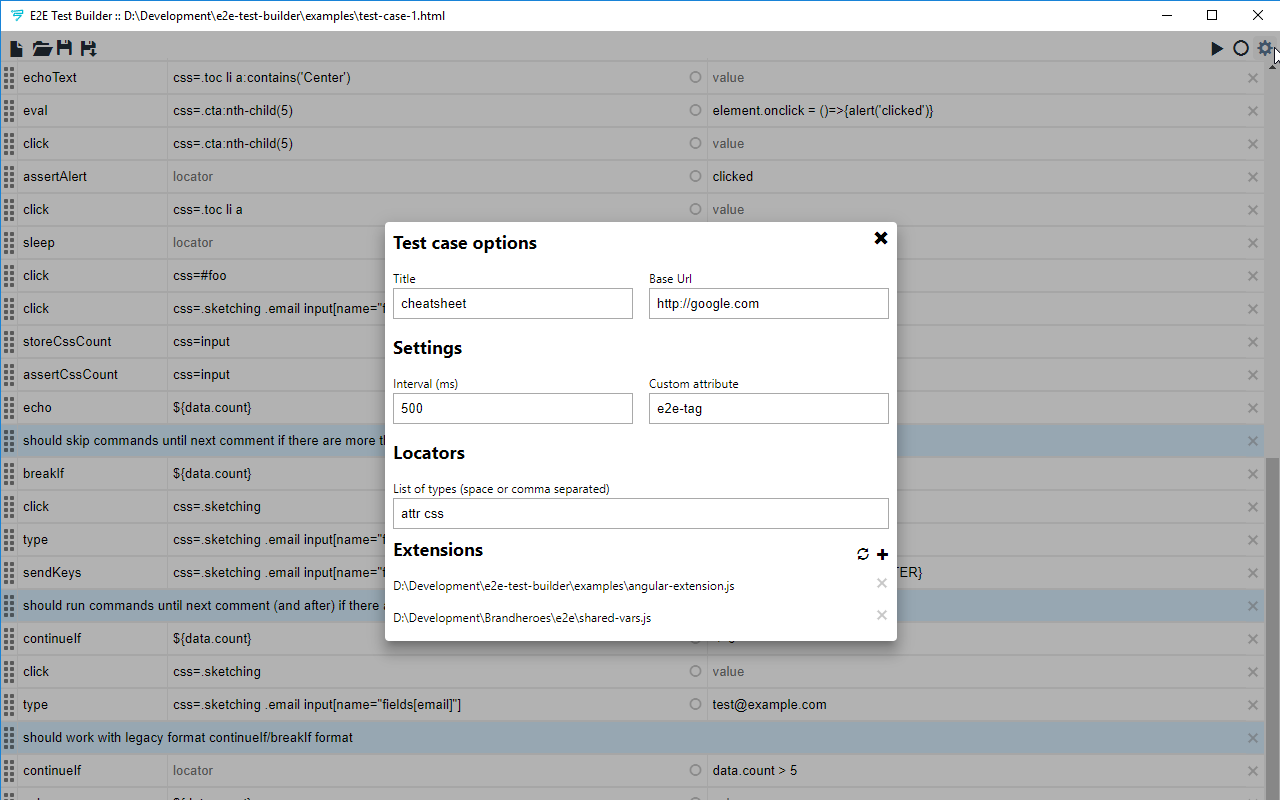 E2E Test Builder :: D:\Development\e2e-test-builder\examples\test-case-1.html
echoText css=.toc li a:contains('Center') value
eval css=.cta:nth-child(5) element.onclick = ()=>{alert('clicked')}
click css=.cta:nth-child(5) value
assertAlert locator clicked
click css=.toc li a value
sleep locator
click css=#foo
click css=.sketching .email input[name="f
storeCssCount css=input
assertCssCount css=input
echo ${data.count}
should skip commands until next comment if there are more th
breakIf ${data.count}
click css=.sketching
type css=.sketching .email input[name="f
sendKeys css=.sketching .email input[name="f TER}
should run commands until next comment (and after) if there a
continueIf ${data.count}
click css=.sketching value
type css=.sketching .email input[name="fields[email]"] test@example.com
should work with legacy format continueIf/breakIf format
continueIf locator data.count > 5
Test case options
Title Base Url
cheatsheet http://google.com
Settings
Interval (ms) Custom attribute
500 e2e-tag
Locators
List of types (space or comma separated)
attr css
Extensions
D:\Development\e2e-test-builder\examples\angular-extension.js
D:\Development\Brandheroes\e2e\shared-vars.js